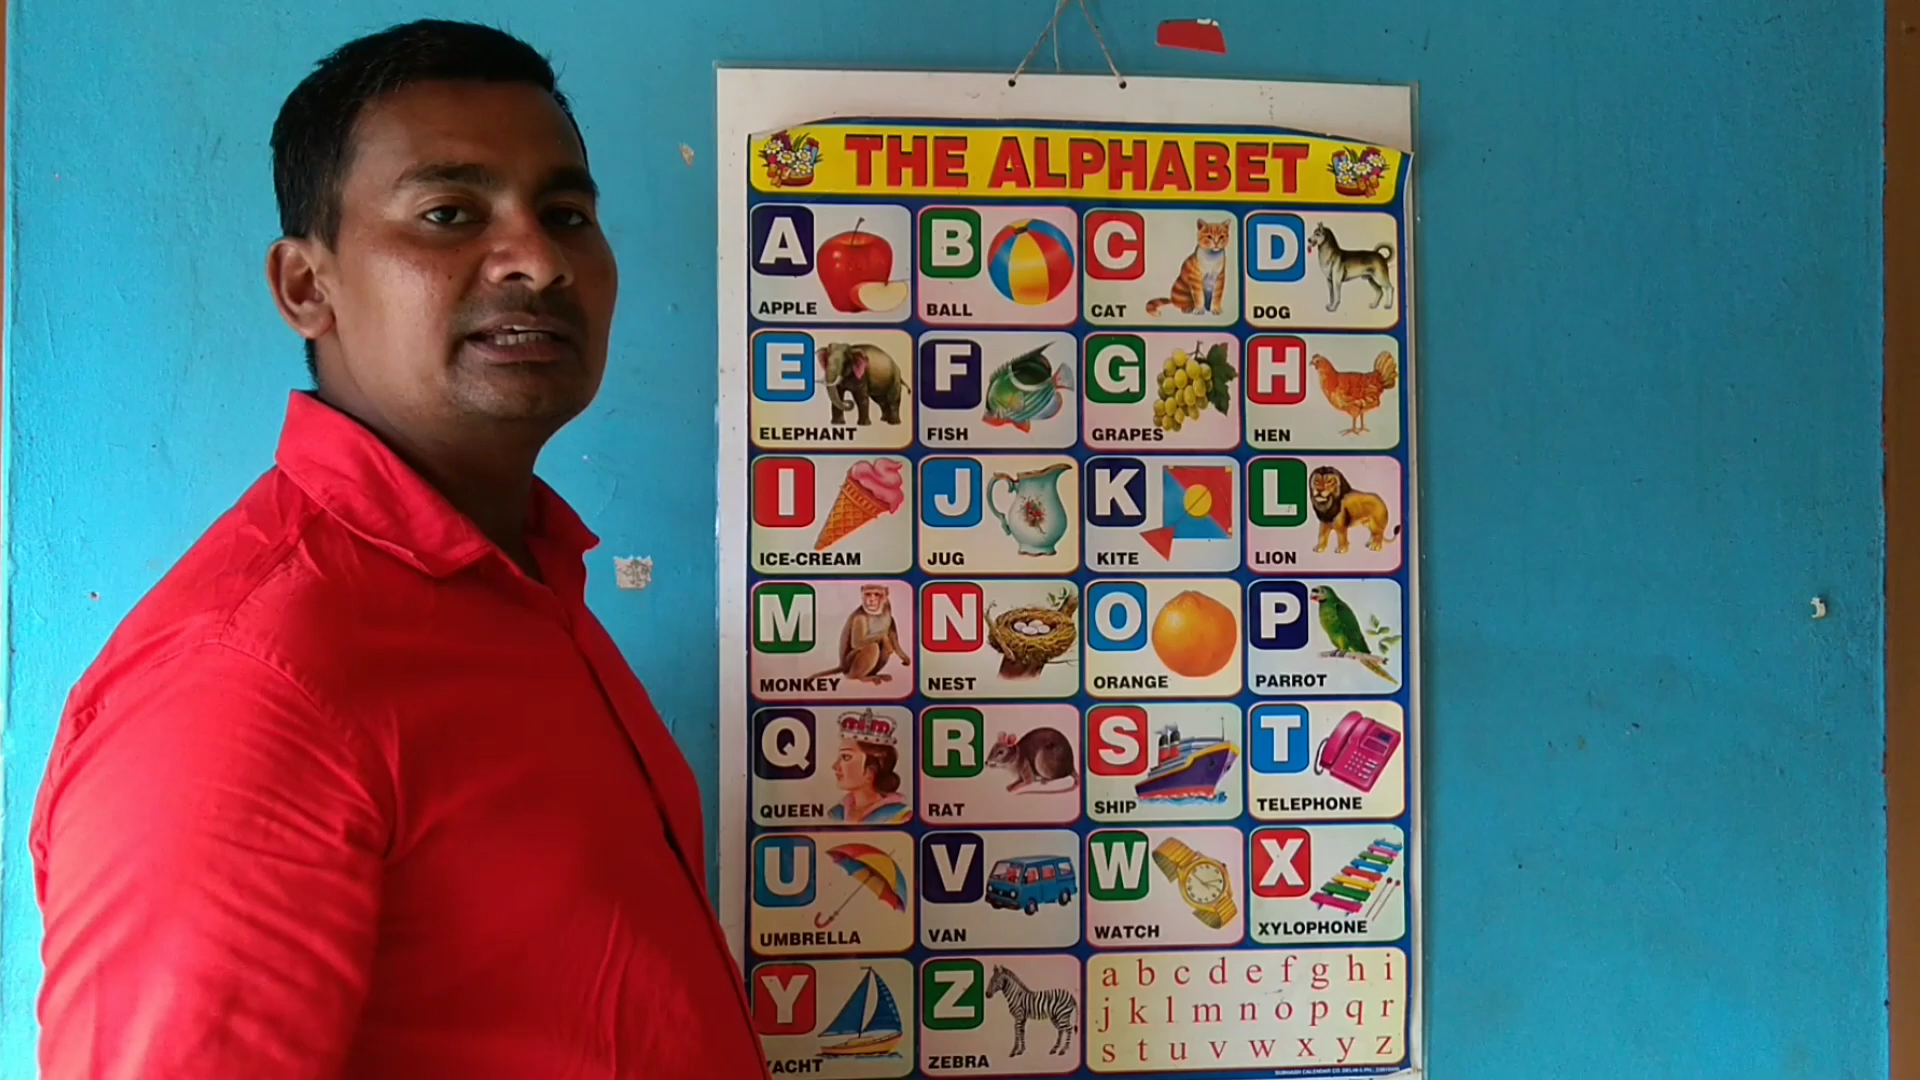 THE ALPHABET
A B C D
APPLE BALL CAT DOG
E F G H
ELEPHANT FISH GRAPES HEN
I J K L
ICE-CREAM JUG KITE LION
M N O P
MONKEY NEST ORANGE PARROT
Q R S T
QUEEN RAT SHIP TELEPHONE
U V W X
UMBRELLA VAN WATCH XYLOPHONE
Y Z
YACHT ZEBRA
a b c d e f g h i
j k l m n o p q r
s t u v w x y z